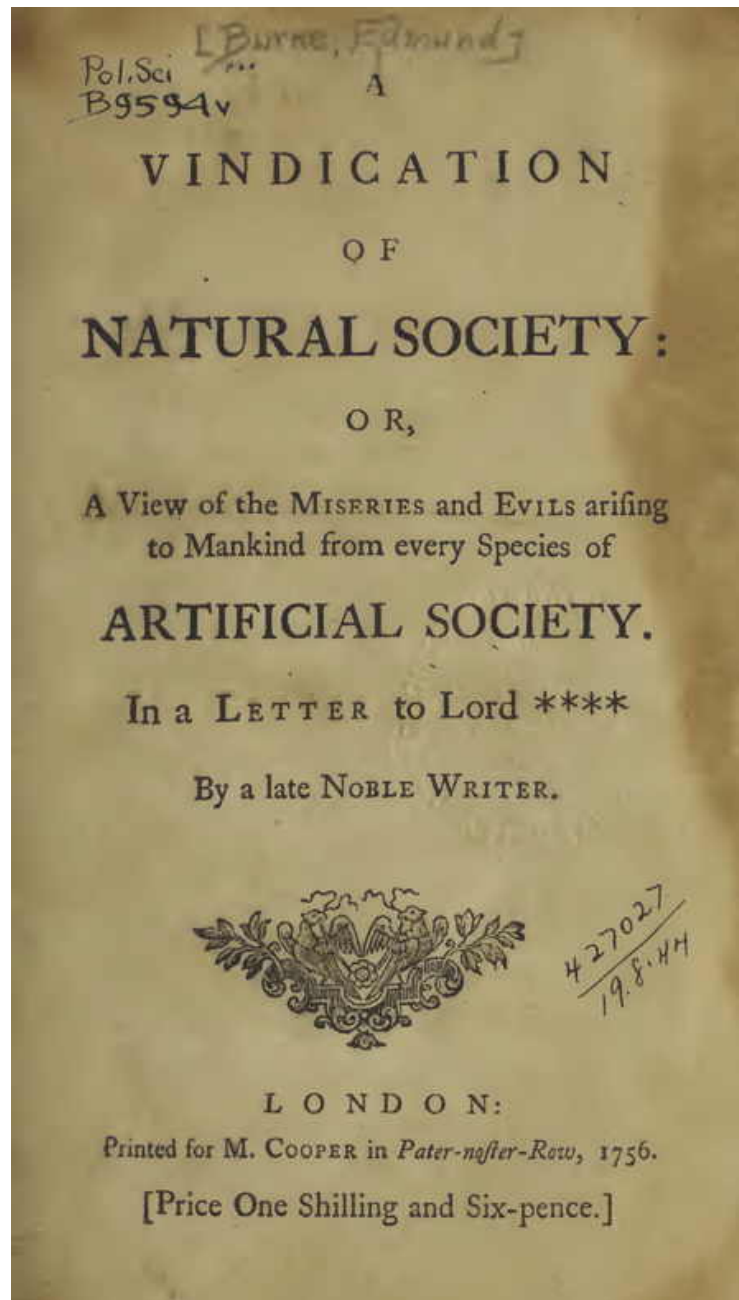 [Burke, Edmund]
Pol.Sci
B9594v
A
VINDICATION
OF
NATURAL SOCIETY:
OR,
A View of the MISERIES and EVILS ariſing
to Mankind from every Species of
ARTIFICIAL SOCIETY.
In a LETTER to Lord ****
By a late NOBLE WRITER.
427027
19.8.44
LONDON:
Printed for M. COOPER in Pater-noſter-Row, 1756.
[Price One Shilling and Six-pence.]